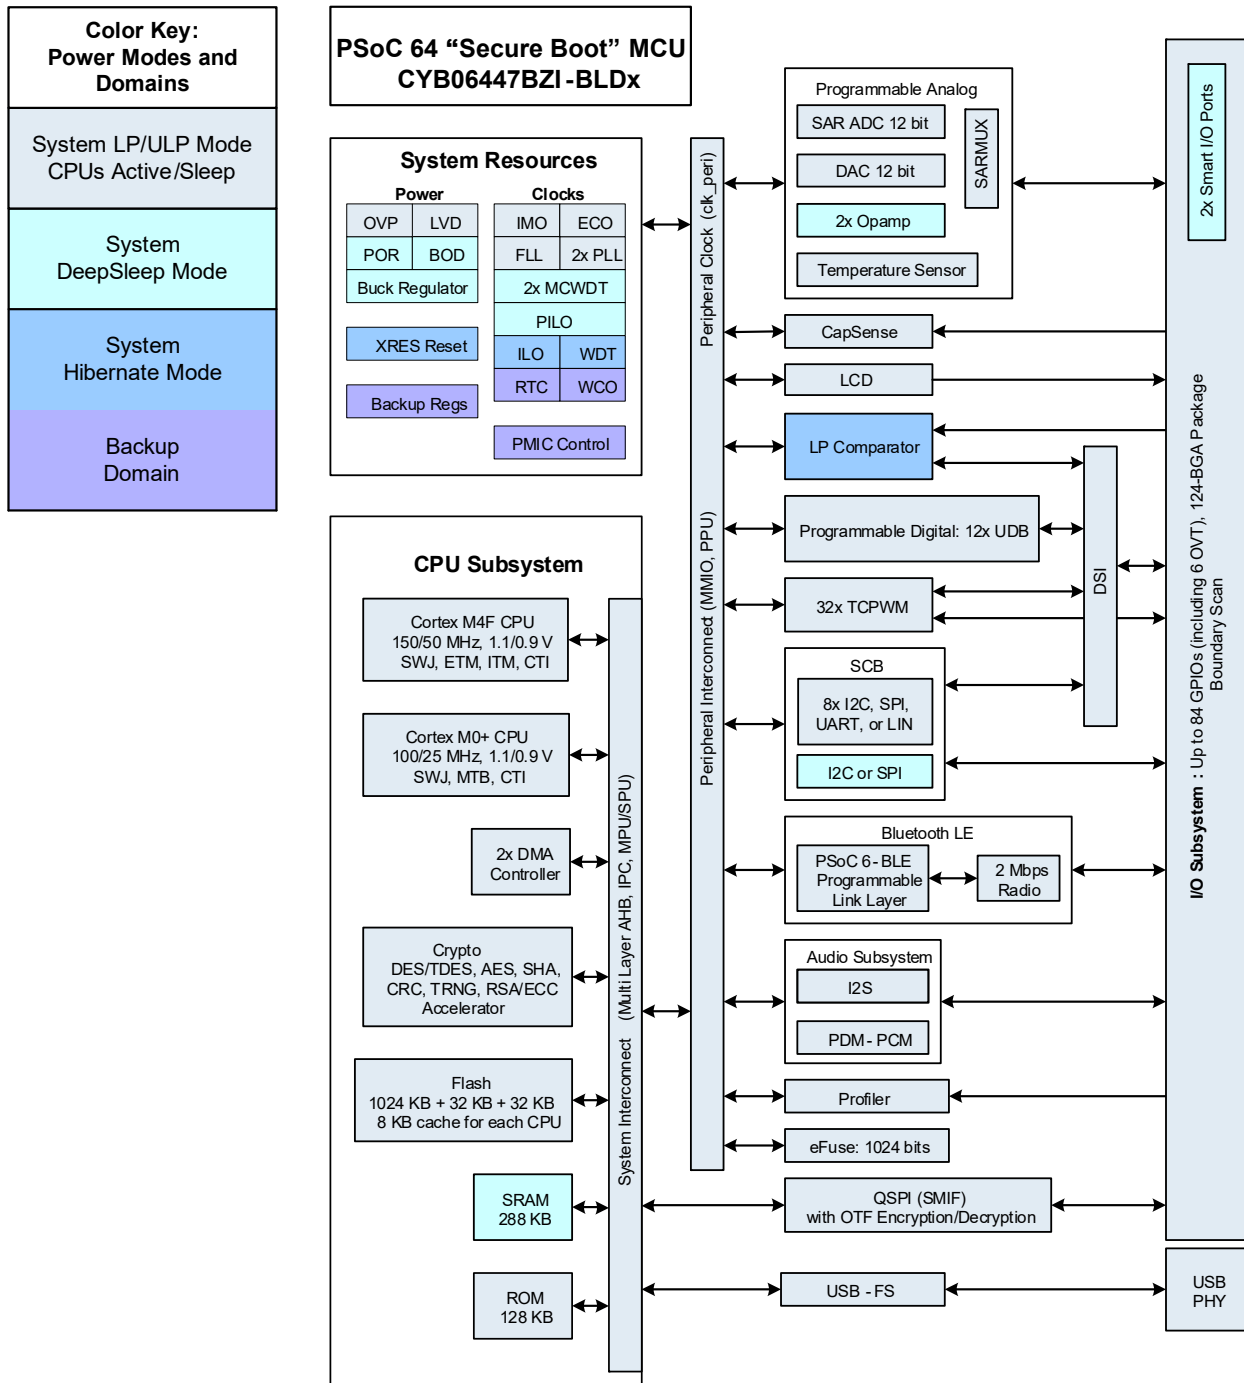 Color Key:
Power Modes and
Domains
System LP/ULP Mode
CPUs Active/Sleep
System
DeepSleep Mode
System
Hibernate Mode
Backup
Domain
PSoC 64 “Secure Boot” MCU
CYB06447BZI-BLDx
System Resources
Power
OVP LVD
POR BOD
Buck Regulator
XRES Reset
Backup Regs
Clocks
IMO ECO
FLL 2x PLL
2x MCWDT
PILO
ILO WDT
RTC WCO
PMIC Control
CPU Subsystem
Cortex M4F CPU
150/50 MHz, 1.1/0.9 V
SWJ, ETM, ITM, CTI
Cortex M0+ CPU
100/25 MHz, 1.1/0.9 V
SWJ, MTB, CTI
2x DMA
Controller
Crypto
DES/TDES, AES, SHA,
CRC, TRNG, RSA/ECC
Accelerator
Flash
1024 KB + 32 KB + 32 KB
8 KB cache for each CPU
SRAM
288 KB
ROM
128 KB
System Interconnect (Multi Layer AHB, IPC, MPU/SPU)
Peripheral Interconnect (MMIO, PPU)
Peripheral Clock (clk_peri)
Programmable Analog
SAR ADC 12 bit
DAC 12 bit
2x Opamp
Temperature Sensor
SARMUX
CapSense
LCD
LP Comparator
Programmable Digital: 12x UDB
32x TCPWM
DSI
SCB
8x I2C, SPI,
UART, or LIN
I2C or SPI
Bluetooth LE
PSoC 6-BLE
Programmable
Link Layer
2 Mbps
Radio
Audio Subsystem
I2S
PDM-PCM
Profiler
eFuse: 1024 bits
QSPI (SMIF)
with OTF Encryption/Decryption
USB-FS
2x Smart I/O Ports
I/O Subsystem : Up to 84 GPIOs (including 6 OVT), 124-BGA Package
Boundary Scan
USB
PHY